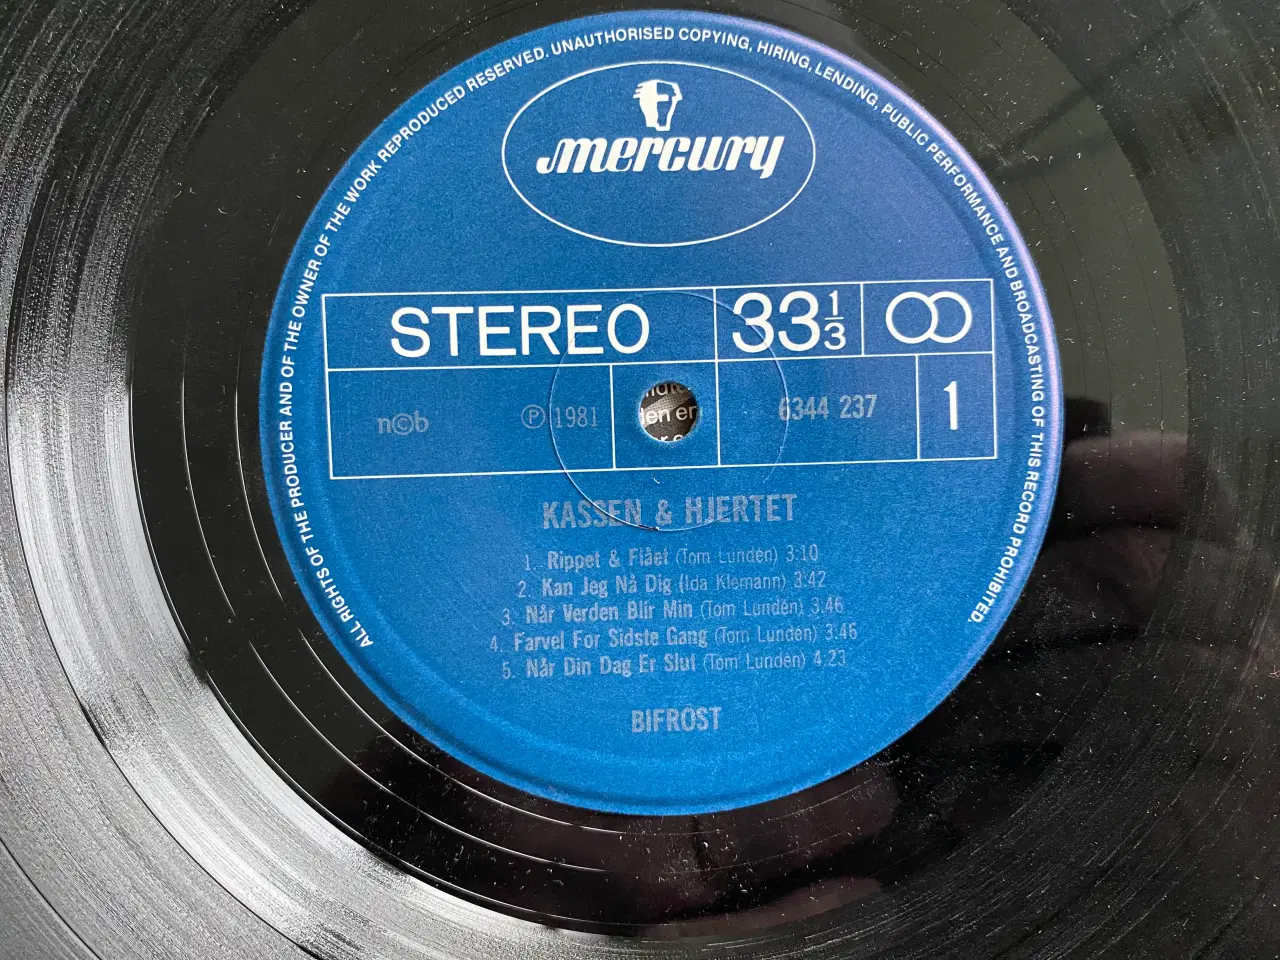 ALL RIGHTS OF THE PRODUCER AND OF THE OWNER OF THE WORK REPRODUCED RESERVED. UNAUTHORISED COPYING, HIRING, LENDING, PUBLIC PERFORMANCE AND BROADCASTING OF THIS RECORD PROHIBITED.
mercury
STEREO 33 1/3
n©b ℗ 1981 6344 237 1
den er
KASSEN & HJERTET
1. Rippet & Flået (Tom Lundén) 3:10
2. Kan Jeg Nå Dig (Ida Klemann) 3:42
3. Når Verden Blir Min (Tom Lundén) 3.46
4. Farvel For Sidste Gang (Tom Lundén) 3.46
5. Når Din Dag Er Slut (Tom Lundén) 4.23
BIFROST